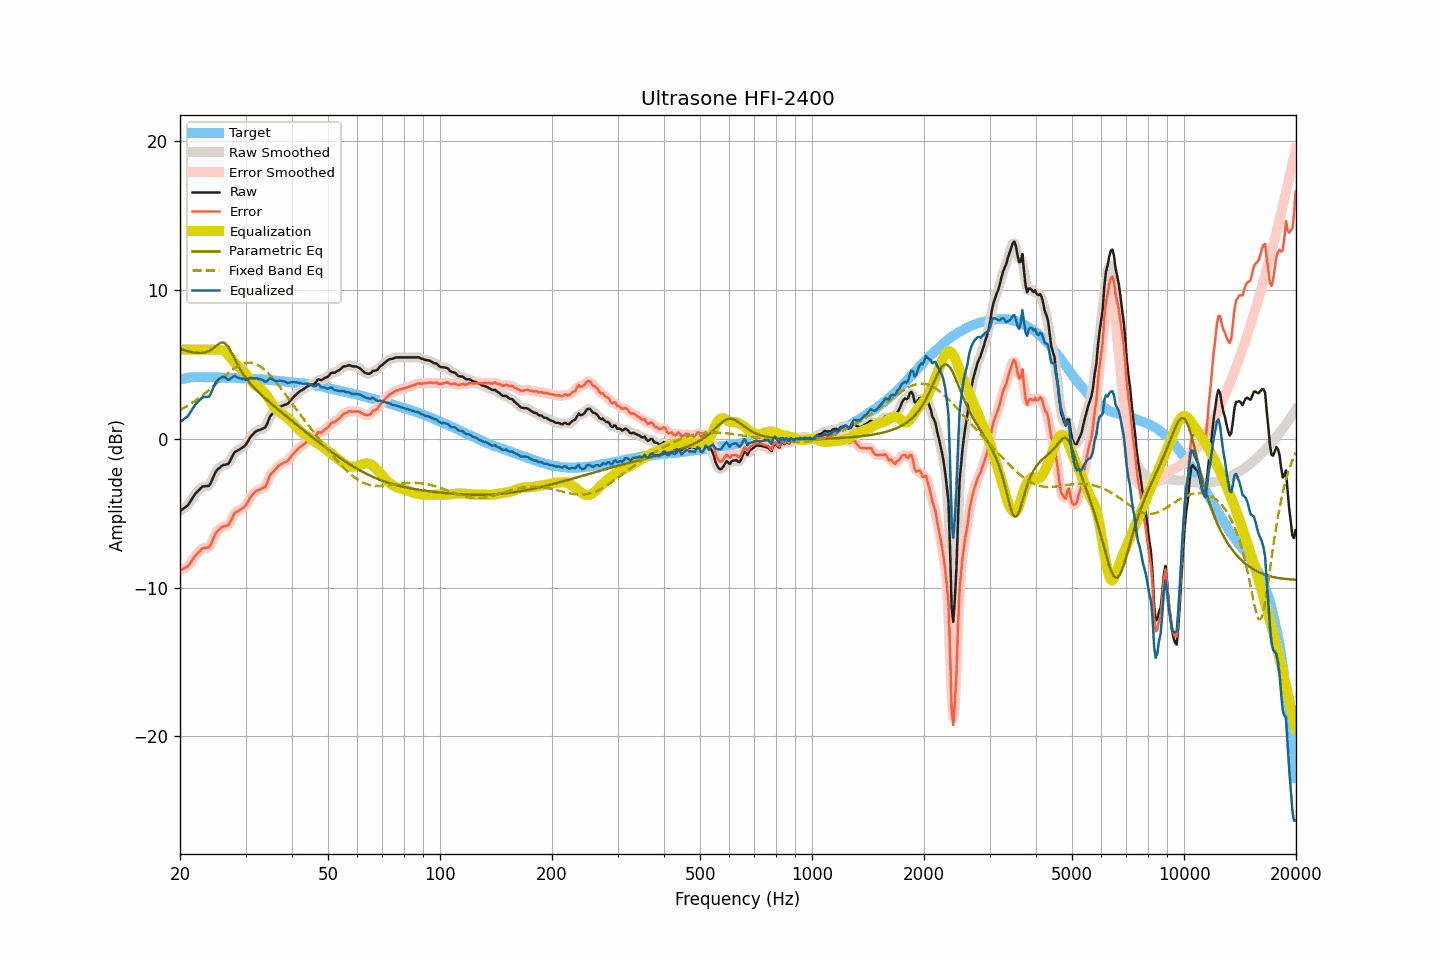 Ultrasone HFI-2400
Target
Raw Smoothed
Error Smoothed
Raw
Error
Equalization
Parametric Eq
Fixed Band Eq
Equalized
20
10
0
−10
−20
Amplitude (dBr)
20 50 100 200 500 1000 2000 5000 10000 20000
Frequency (Hz)